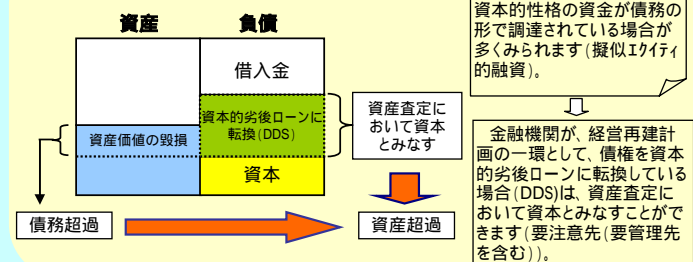 資産
負債
借入金
資本的劣後ローンに
転換(DDS)
資産価値の毀損
資本
資産査定に
おいて資本
とみなす
債務超過
資産超過
資本的性格の資金が債務の
形で調達されている場合が
多くみられます(擬似エクイティ
的融資)。
金融機関が、経営再建計
画の一環として、債権を資本
的劣後ローンに転換している
場合(DDS)は、資産査定に
おいて資本とみなすことがで
きます(要注意先(要管理先
を含む))。